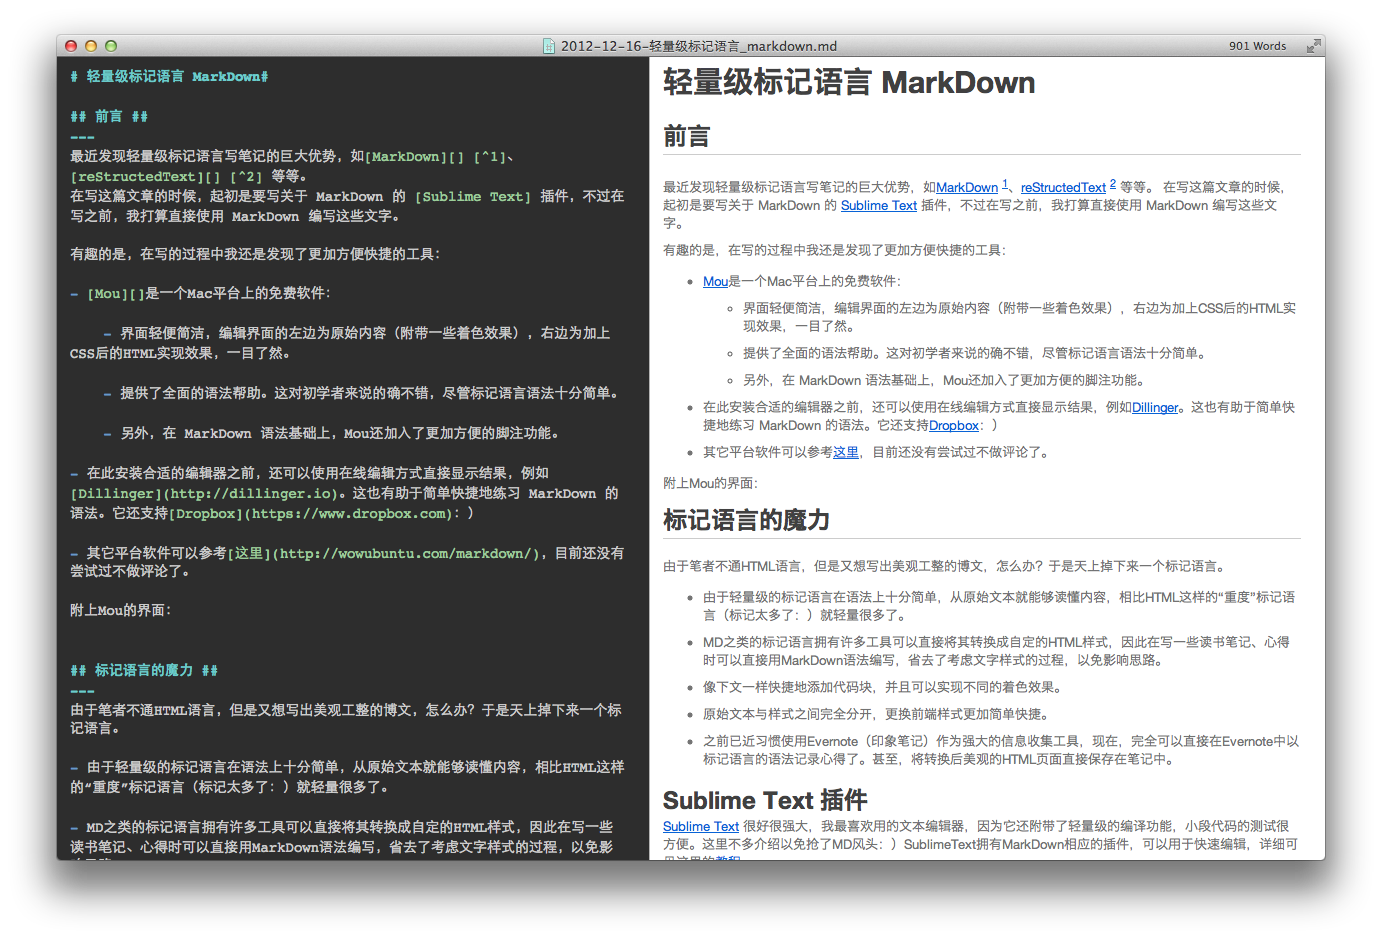 2012-12-16-轻量级标记语言_markdown.md
901 Words
# 轻量级标记语言 MarkDown#
## 前言 ##
---
最近发现轻量级标记语言写笔记的巨大优势，如[MarkDown][] [^1]、
[reStructedText][] [^2] 等等。
在写这篇文章的时候，起初是要写关于 MarkDown 的 [Sublime Text] 插件，不过在
写之前，我打算直接使用 MarkDown 编写这些文字。
有趣的是，在写的过程中我还是发现了更加方便快捷的工具：
- [Mou][]是一个Mac平台上的免费软件：
- 界面轻便简洁，编辑界面的左边为原始内容（附带一些着色效果），右边为加上
CSS后的HTML实现效果，一目了然。
- 提供了全面的语法帮助。这对初学者来说的确不错，尽管标记语言语法十分简单。
- 另外，在 MarkDown 语法基础上，Mou还加入了更加方便的脚注功能。
- 在此安装合适的编辑器之前，还可以使用在线编辑方式直接显示结果，例如
[Dillinger](http://dillinger.io)。这也有助于简单快捷地练习 MarkDown 的
语法。它还支持[Dropbox](https://www.dropbox.com)：）
- 其它平台软件可以参考[这里](http://wowubuntu.com/markdown/)，目前还没有
尝试过不做评论了。
附上Mou的界面：
## 标记语言的魔力 ##
---
由于笔者不通HTML语言，但是又想写出美观工整的博文，怎么办？于是天上掉下来一个标
记语言。
- 由于轻量级的标记语言在语法上十分简单，从原始文本就能够读懂内容，相比HTML这样
的“重度”标记语言（标记太多了：）就轻量很多了。
- MD之类的标记语言拥有许多工具可以直接将其转换成自定的HTML样式，因此在写一些
读书笔记、心得时可以直接用MarkDown语法编写，省去了考虑文字样式的过程，以免影
轻量级标记语言 MarkDown
前言
最近发现轻量级标记语言写笔记的巨大优势，如MarkDown 1、reStructedText 2 等等。 在写这篇文章的时候，
起初是要写关于 MarkDown 的 Sublime Text 插件，不过在写之前，我打算直接使用 MarkDown 编写这些文
字。
有趣的是，在写的过程中我还是发现了更加方便快捷的工具：
• Mou是一个Mac平台上的免费软件：
◦ 界面轻便简洁，编辑界面的左边为原始内容（附带一些着色效果），右边为加上CSS后的HTML实
现效果，一目了然。
◦ 提供了全面的语法帮助。这对初学者来说的确不错，尽管标记语言语法十分简单。
◦ 另外，在 MarkDown 语法基础上，Mou还加入了更加方便的脚注功能。
• 在此安装合适的编辑器之前，还可以使用在线编辑方式直接显示结果，例如Dillinger。这也有助于简单快
捷地练习 MarkDown 的语法。它还支持Dropbox：）
• 其它平台软件可以参考这里，目前还没有尝试过不做评论了。
附上Mou的界面：
标记语言的魔力
由于笔者不通HTML语言，但是又想写出美观工整的博文，怎么办？于是天上掉下来一个标记语言。
• 由于轻量级的标记语言在语法上十分简单，从原始文本就能够读懂内容，相比HTML这样的“重度”标记语
言（标记太多了：）就轻量很多了。
• MD之类的标记语言拥有许多工具可以直接将其转换成自定的HTML样式，因此在写一些读书笔记、心得
时可以直接用MarkDown语法编写，省去了考虑文字样式的过程，以免影响思路。
• 像下文一样快捷地添加代码块，并且可以实现不同的着色效果。
• 原始文本与样式之间完全分开，更换前端样式更加简单快捷。
• 之前已近习惯使用Evernote（印象笔记）作为强大的信息收集工具，现在，完全可以直接在Evernote中以
标记语言的语法记录心得了。甚至，将转换后美观的HTML页面直接保存在笔记中。
Sublime Text 插件
Sublime Text 很好很强大，我最喜欢用的文本编辑器，因为它还附带了轻量级的编译功能，小段代码的测试很
方便。这里不多介绍以免抢了MD风头：）SublimeText拥有MarkDown相应的插件，可以用于快速编辑，详细可